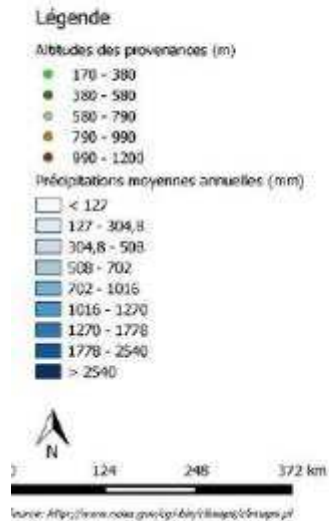 Légende
Altitudes des provenances (m)
170 - 380
380 - 580
580 - 790
790 - 990
990 - 1200
Précipitations moyennes annuelles (mm)
< 127
127 - 304,8
304,8 - 508
508 - 702
702 - 1016
1016 - 1270
1270 - 1778
1778 - 2540
> 2540
N
0 124 248 372 km